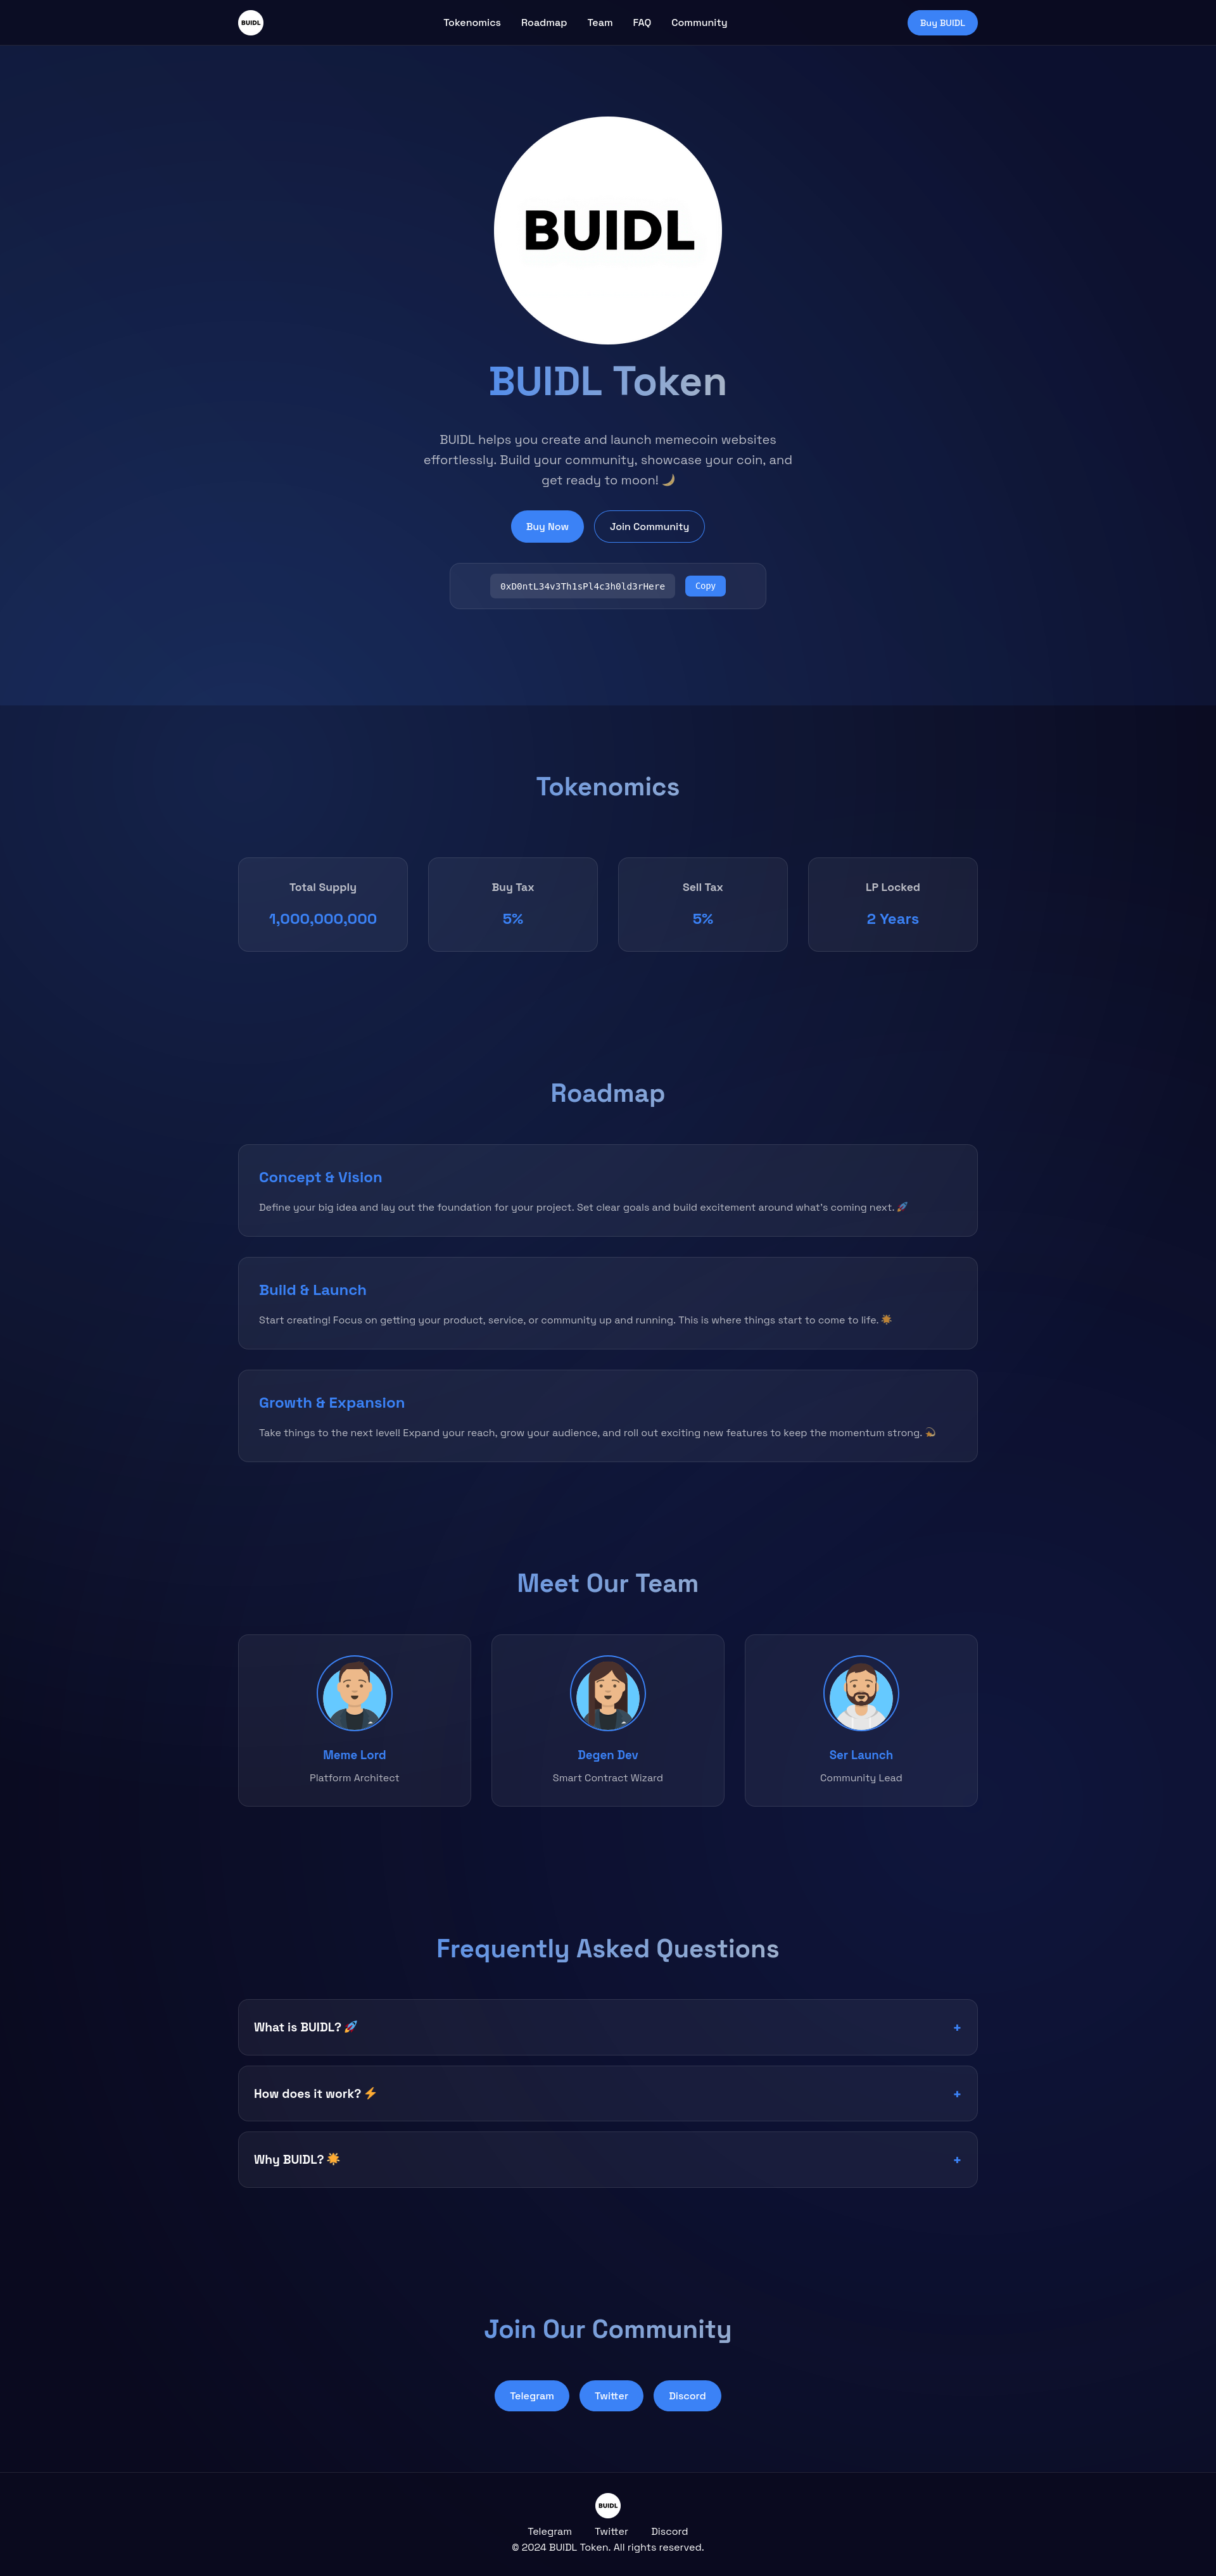 BUIDL
Tokenomics
Roadmap
Team
FAQ
Community
Buy BUIDL
BUIDL
BUIDL Token
BUIDL helps you create and launch memecoin websites
effortlessly. Build your community, showcase your coin, and
get ready to moon! 🌙
Buy Now
Join Community
0xD0ntL34v3Th1sPl4c3h0ld3rHere
Copy
Tokenomics
Total Supply
1,000,000,000
Buy Tax
5%
Sell Tax
5%
LP Locked
2 Years
Roadmap
Concept & Vision
Define your big idea and lay out the foundation for your project. Set clear goals and build excitement around what's coming next. 🚀
Build & Launch
Start creating! Focus on getting your product, service, or community up and running. This is where things start to come to life. 🌟
Growth & Expansion
Take things to the next level! Expand your reach, grow your audience, and roll out exciting new features to keep the momentum strong. 💫
Meet Our Team
Meme Lord
Platform Architect
Degen Dev
Smart Contract Wizard
Ser Launch
Community Lead
Frequently Asked Questions
What is BUIDL? 🚀
+
How does it work? ⚡
+
Why BUIDL? 🌟
+
Join Our Community
Telegram
Twitter
Discord
BUIDL
Telegram
Twitter
Discord
© 2024 BUIDL Token. All rights reserved.